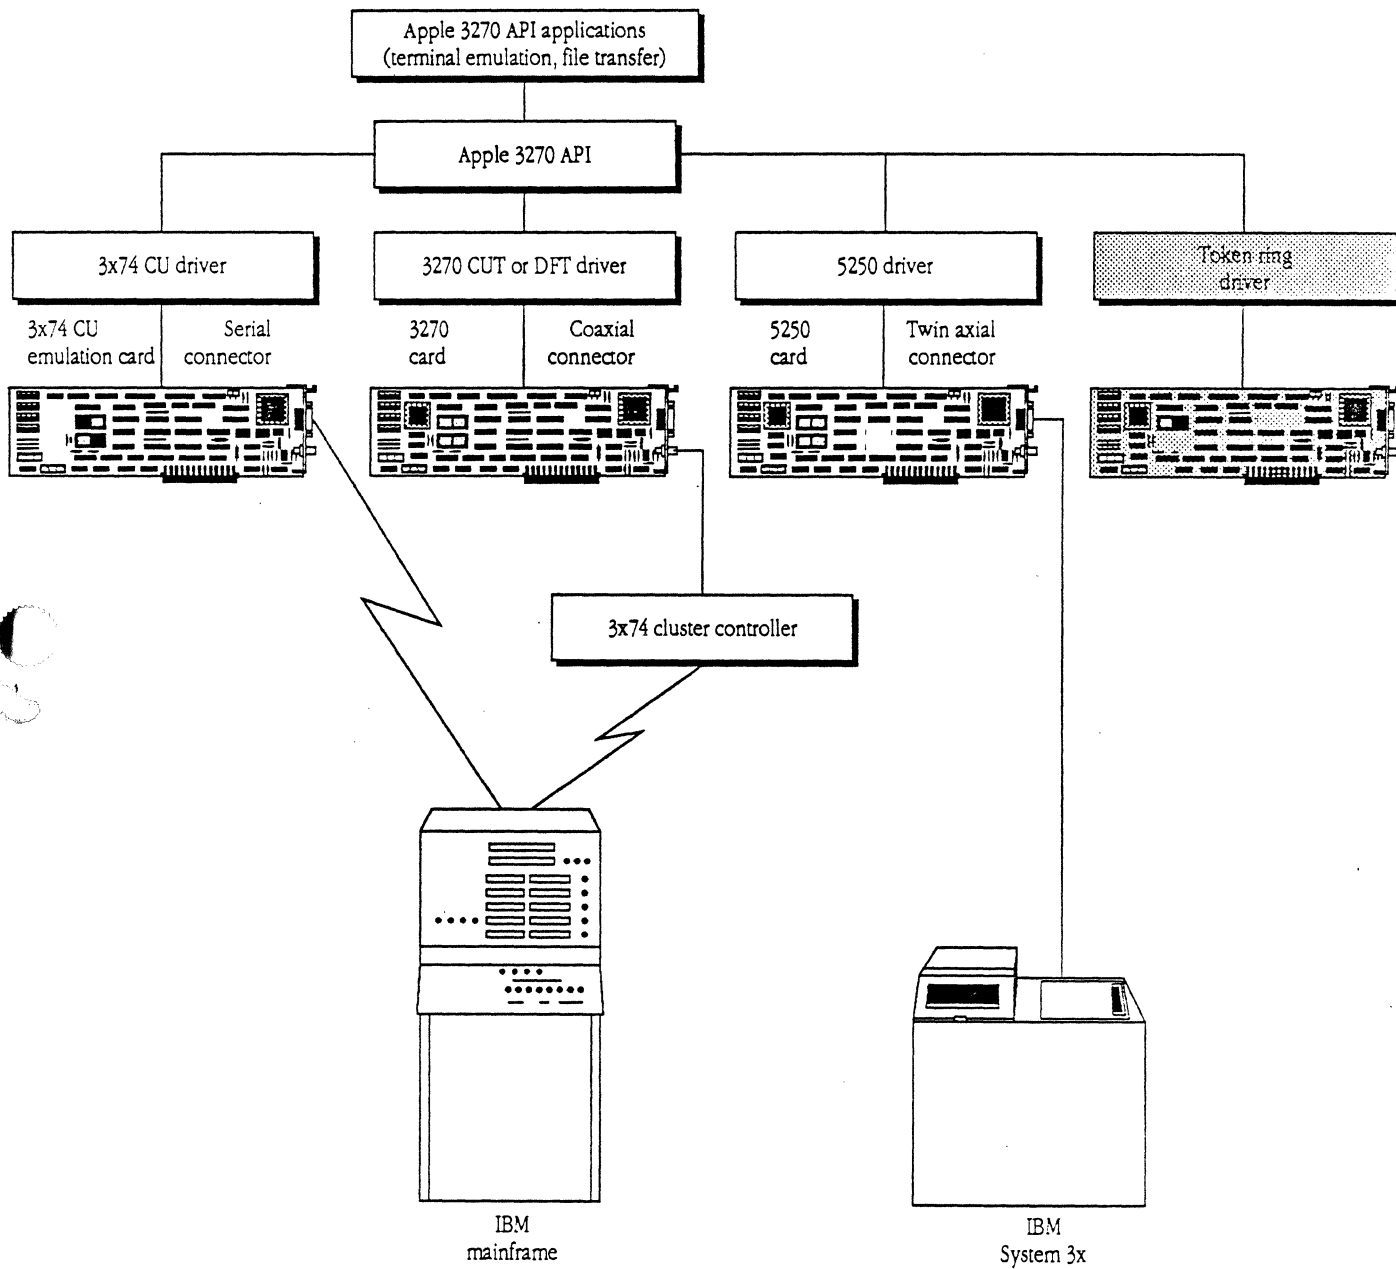 Apple 3270 API applications
(terminal emulation, file transfer)
Apple 3270 API
3x74 CU driver
3270 CUT or DFT driver
5250 driver
Token ring
driver
3x74 CU
emulation card
Serial
connector
3270
card
Coaxial
connector
5250
card
Twin axial
connector
3x74 cluster controller
IBM
mainframe
IBM
System 3x